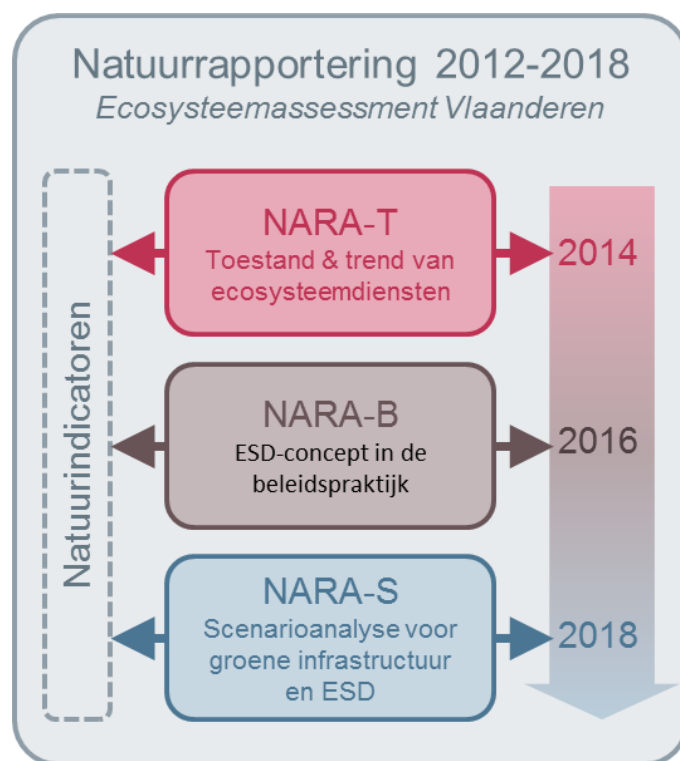 Natuurrapportering 2012-2018
Ecosysteemassessment Vlaanderen
Natuurindicatoren
NARA-T
Toestand & trend van
ecosysteemdiensten
2014
NARA-B
ESD-concept in de
beleidspraktijk
2016
NARA-S
Scenarioanalyse voor
groene infrastructuur
en ESD
2018